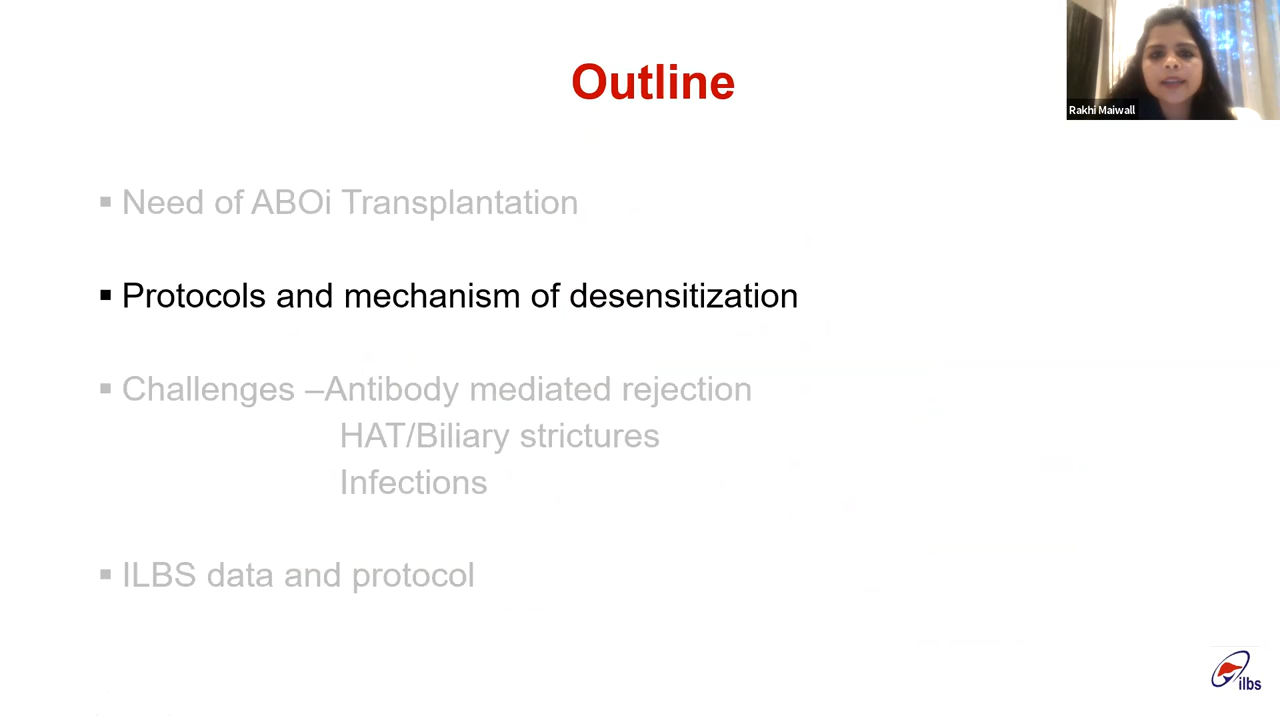 Outline
Rakhi Maiwall
▪ Need of ABOi Transplantation
▪ Protocols and mechanism of desensitization
▪ Challenges –Antibody mediated rejection
HAT/Biliary strictures
Infections
▪ ILBS data and protocol
ilbs